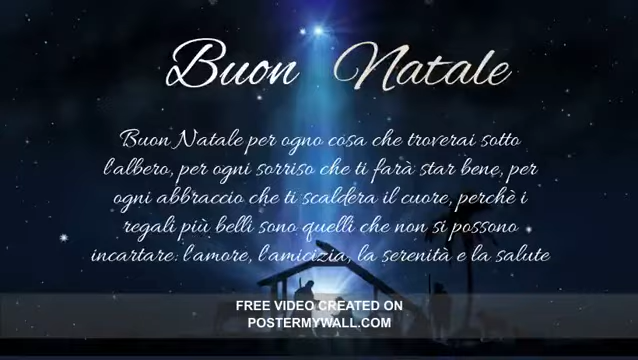 Buon Natale
Buon Natale per ogno cosa che troverai sotto
l'albero, per ogni sorriso che ti farà star bene, per
ogni abbraccio che ti scalderà il cuore, perchè i
regali più belli sono quelli che non si possono
incartare: l'amore, l'amicizia, la serenità e la salute
FREE VIDEO CREATED ON
POSTERMYWALL.COM